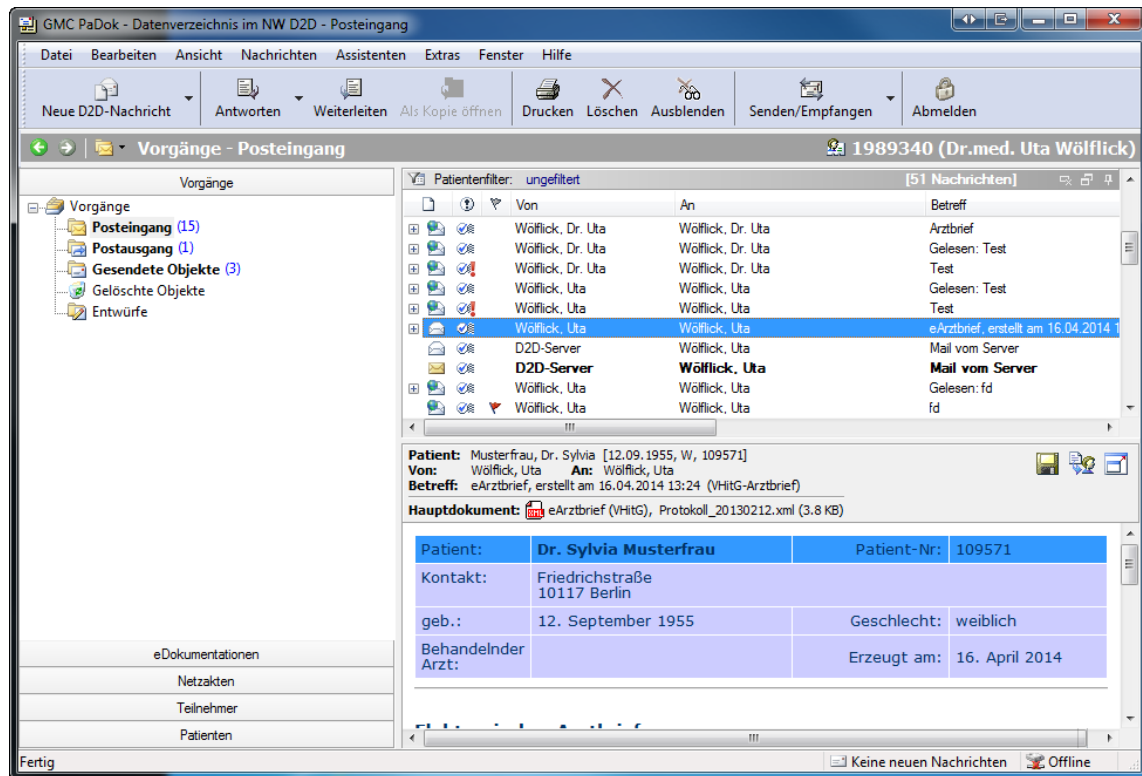 GMC PaDok - Datenverzeichnis im NW D2D - Posteingang
Datei Bearbeiten Ansicht Nachrichten Assistenten Extras Fenster Hilfe
Neue D2D-Nachricht Antworten Weiterleiten Als Kopie öffnen Drucken Löschen Ausblenden Senden/Empfangen Abmelden
Vorgänge - Posteingang 1989340 (Dr.med. Uta Wölflick)
Vorgänge
Vorgänge
Posteingang (15)
Postausgang (1)
Gesendete Objekte (3)
Gelöschte Objekte
Entwürfe
eDokumentationen
Netzakten
Teilnehmer
Patienten
Patientenfilter: ungefiltert [51 Nachrichten]
Von An Betreff
Wölflick, Dr. Uta Wölflick, Dr. Uta Arztbrief
Wölflick, Dr. Uta Wölflick, Dr. Uta Gelesen: Test
Wölflick, Dr. Uta Wölflick, Dr. Uta Test
Wölflick, Uta Wölflick, Uta Gelesen: Test
Wölflick, Uta Wölflick, Uta Test
Wölflick, Uta Wölflick, Uta eArztbrief, erstellt am 16.04.2014 1
D2D-Server Wölflick, Uta Mail vom Server
D2D-Server Wölflick, Uta Mail vom Server
Wölflick, Uta Wölflick, Uta Gelesen: fd
Wölflick, Uta Wölflick, Uta fd
Patient: Musterfrau, Dr. Sylvia [12.09.1955, W, 109571]
Von: Wölflick, Uta An: Wölflick, Uta
Betreff: eArztbrief, erstellt am 16.04.2014 13:24 (VHitG-Arztbrief)
Hauptdokument: XML eArztbrief (VHitG), Protokoll_20130212.xml (3.8 KB)
Patient: Dr. Sylvia Musterfrau Patient-Nr: 109571
Kontakt: Friedrichstraße
10117 Berlin
geb.: 12. September 1955 Geschlecht: weiblich
Behandelnder
Arzt: Erzeugt am: 16. April 2014
Fertig Keine neuen Nachrichten Offline